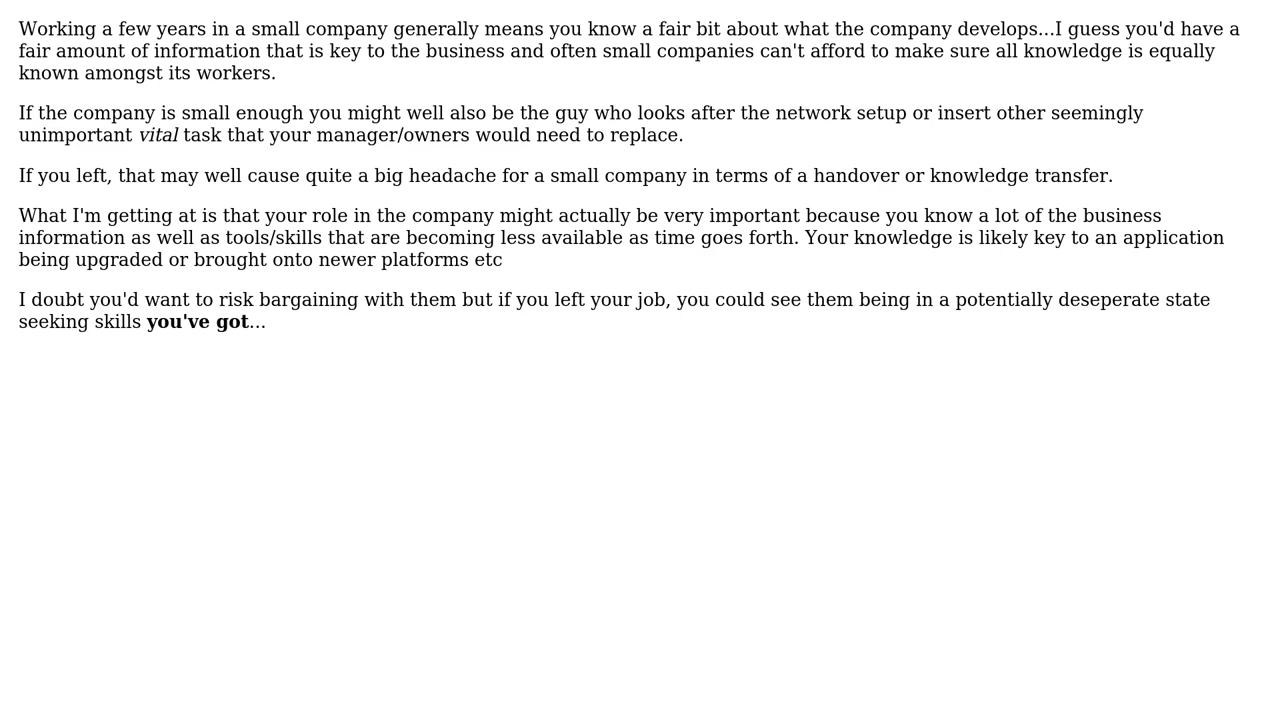 Working a few years in a small company generally means you know a fair bit about what the company develops...I guess you'd have a
fair amount of information that is key to the business and often small companies can't afford to make sure all knowledge is equally
known amongst its workers.
If the company is small enough you might well also be the guy who looks after the network setup or insert other seemingly
unimportant vital task that your manager/owners would need to replace.
If you left, that may well cause quite a big headache for a small company in terms of a handover or knowledge transfer.
What I'm getting at is that your role in the company might actually be very important because you know a lot of the business
information as well as tools/skills that are becoming less available as time goes forth. Your knowledge is likely key to an application
being upgraded or brought onto newer platforms etc
I doubt you'd want to risk bargaining with them but if you left your job, you could see them being in a potentially deseperate state
seeking skills you've got...